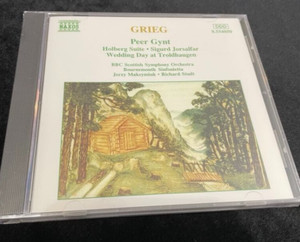 GRIEG
NAXOS
Peer Gynt
Holberg Suite • Sigurd Jorsalfar
Wedding Day at Troldhaugen
BBC Scottish Symphony Orchestra
Bournemouth Sinfonietta
Jerzy Maksymiuk • Richard Studt